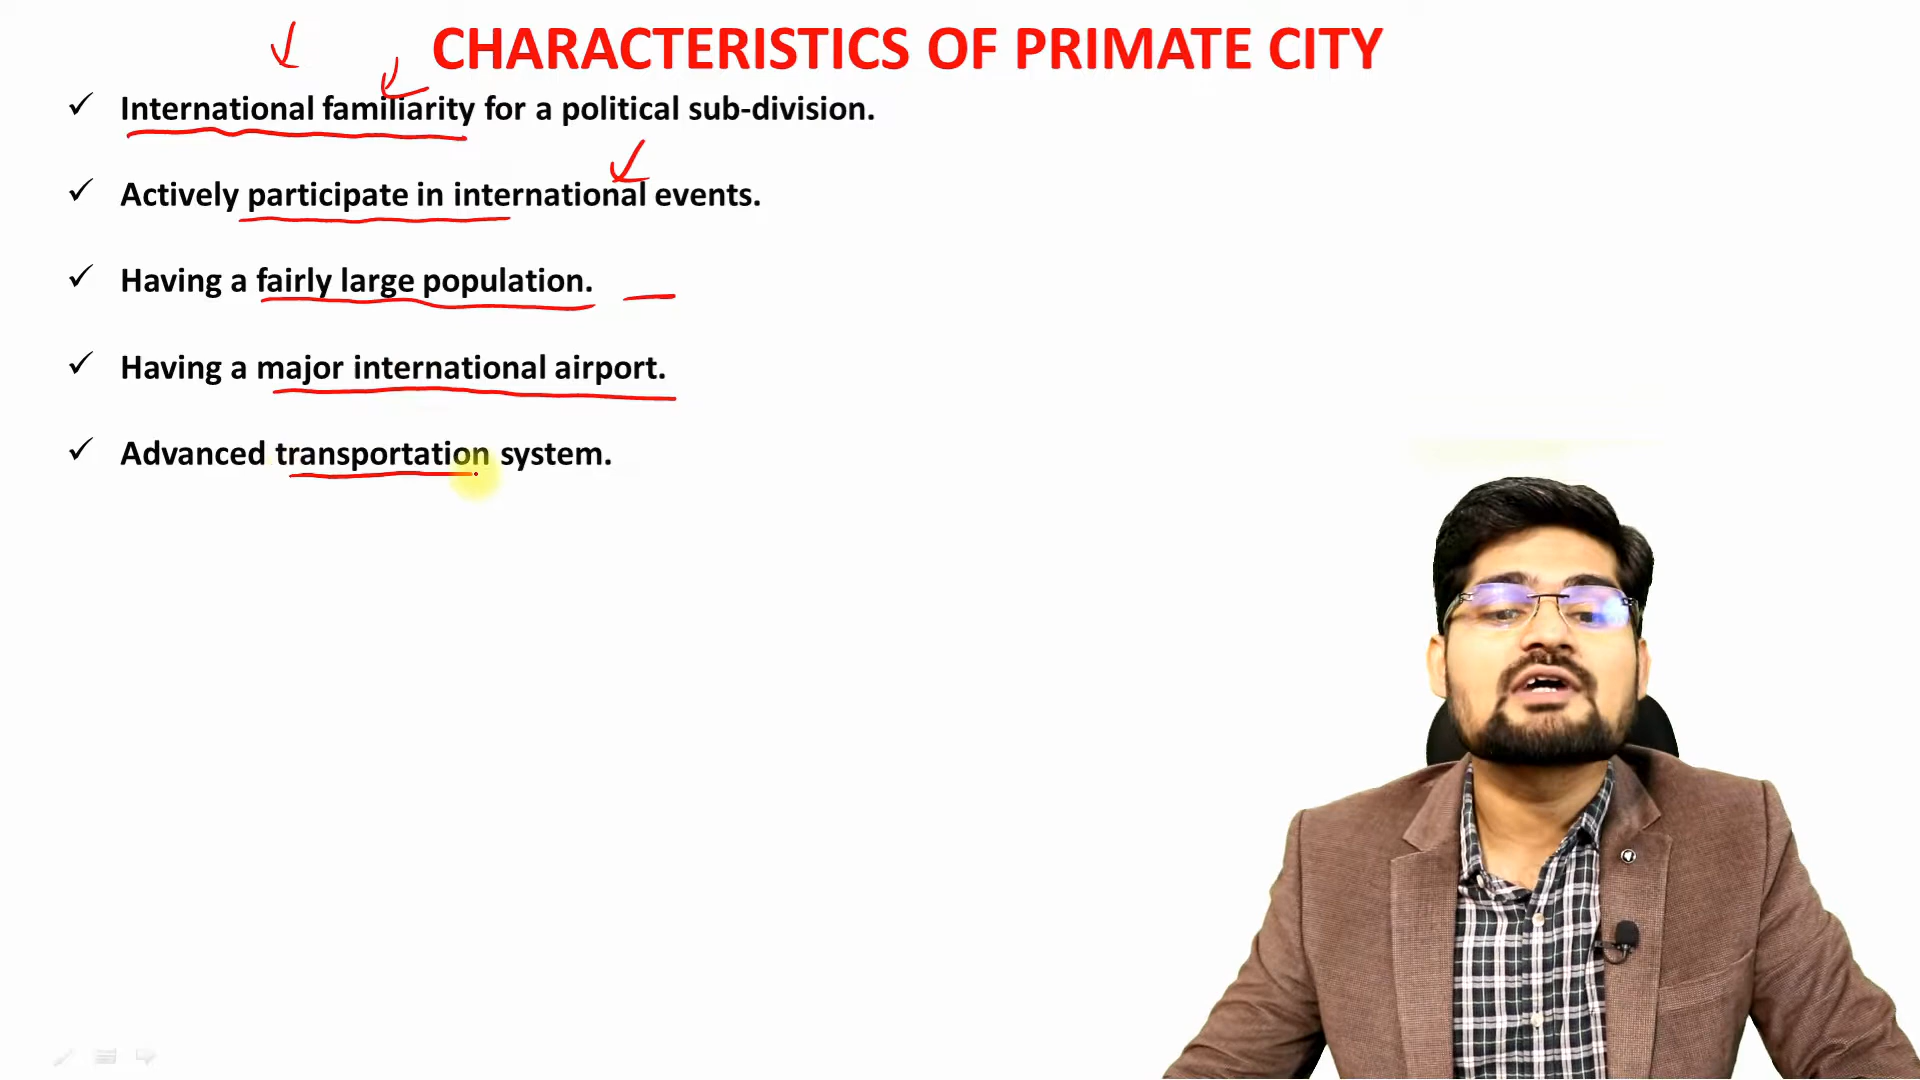 CHARACTERISTICS OF PRIMATE CITY
✓ International familiarity for a political sub-division.
✓ Actively participate in international events.
✓ Having a fairly large population.
✓ Having a major international airport.
✓ Advanced transportation system.